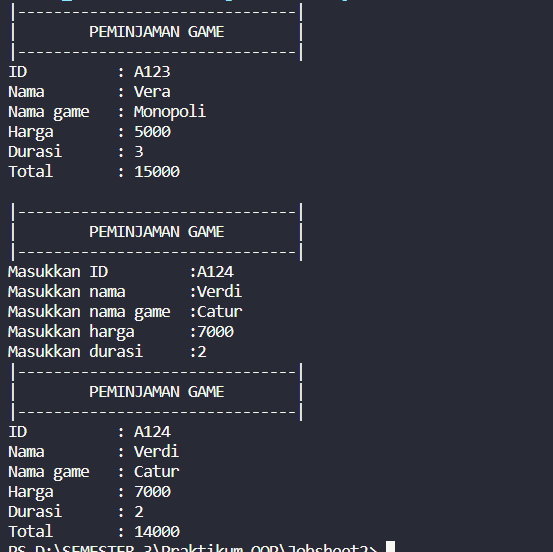 |-------------------------------|
|        PEMINJAMAN GAME        |
|-------------------------------|
ID          : A123
Nama        : Vera
Nama game   : Monopoli
Harga       : 5000
Durasi      : 3
Total       : 15000

|-------------------------------|
|        PEMINJAMAN GAME        |
|-------------------------------|
Masukkan ID         :A124
Masukkan nama       :Verdi
Masukkan nama game  :Catur
Masukkan harga      :7000
Masukkan durasi     :2
|-------------------------------|
|        PEMINJAMAN GAME        |
|-------------------------------|
ID          : A124
Nama        : Verdi
Nama game   : Catur
Harga       : 7000
Durasi      : 2
Total       : 14000
PS D:\SEMESTER 3\Praktikum OOP\Jobsheet2>